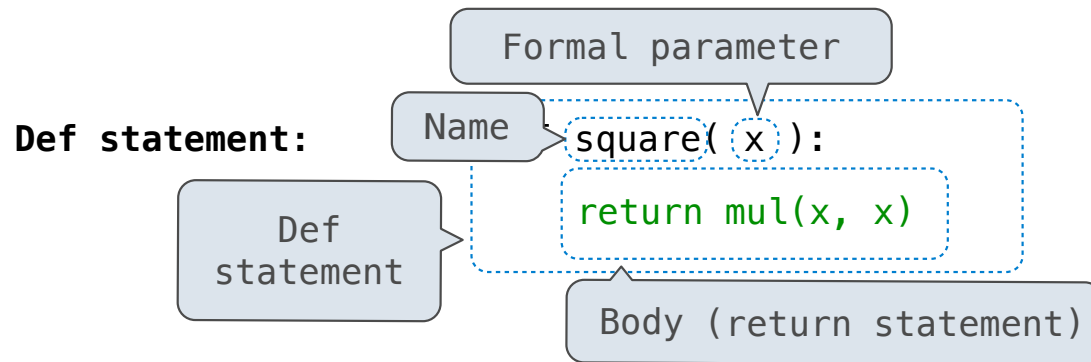 Formal parameter
Def statement:
Name
square( x ):
Def
statement
return mul(x, x)
Body (return statement)